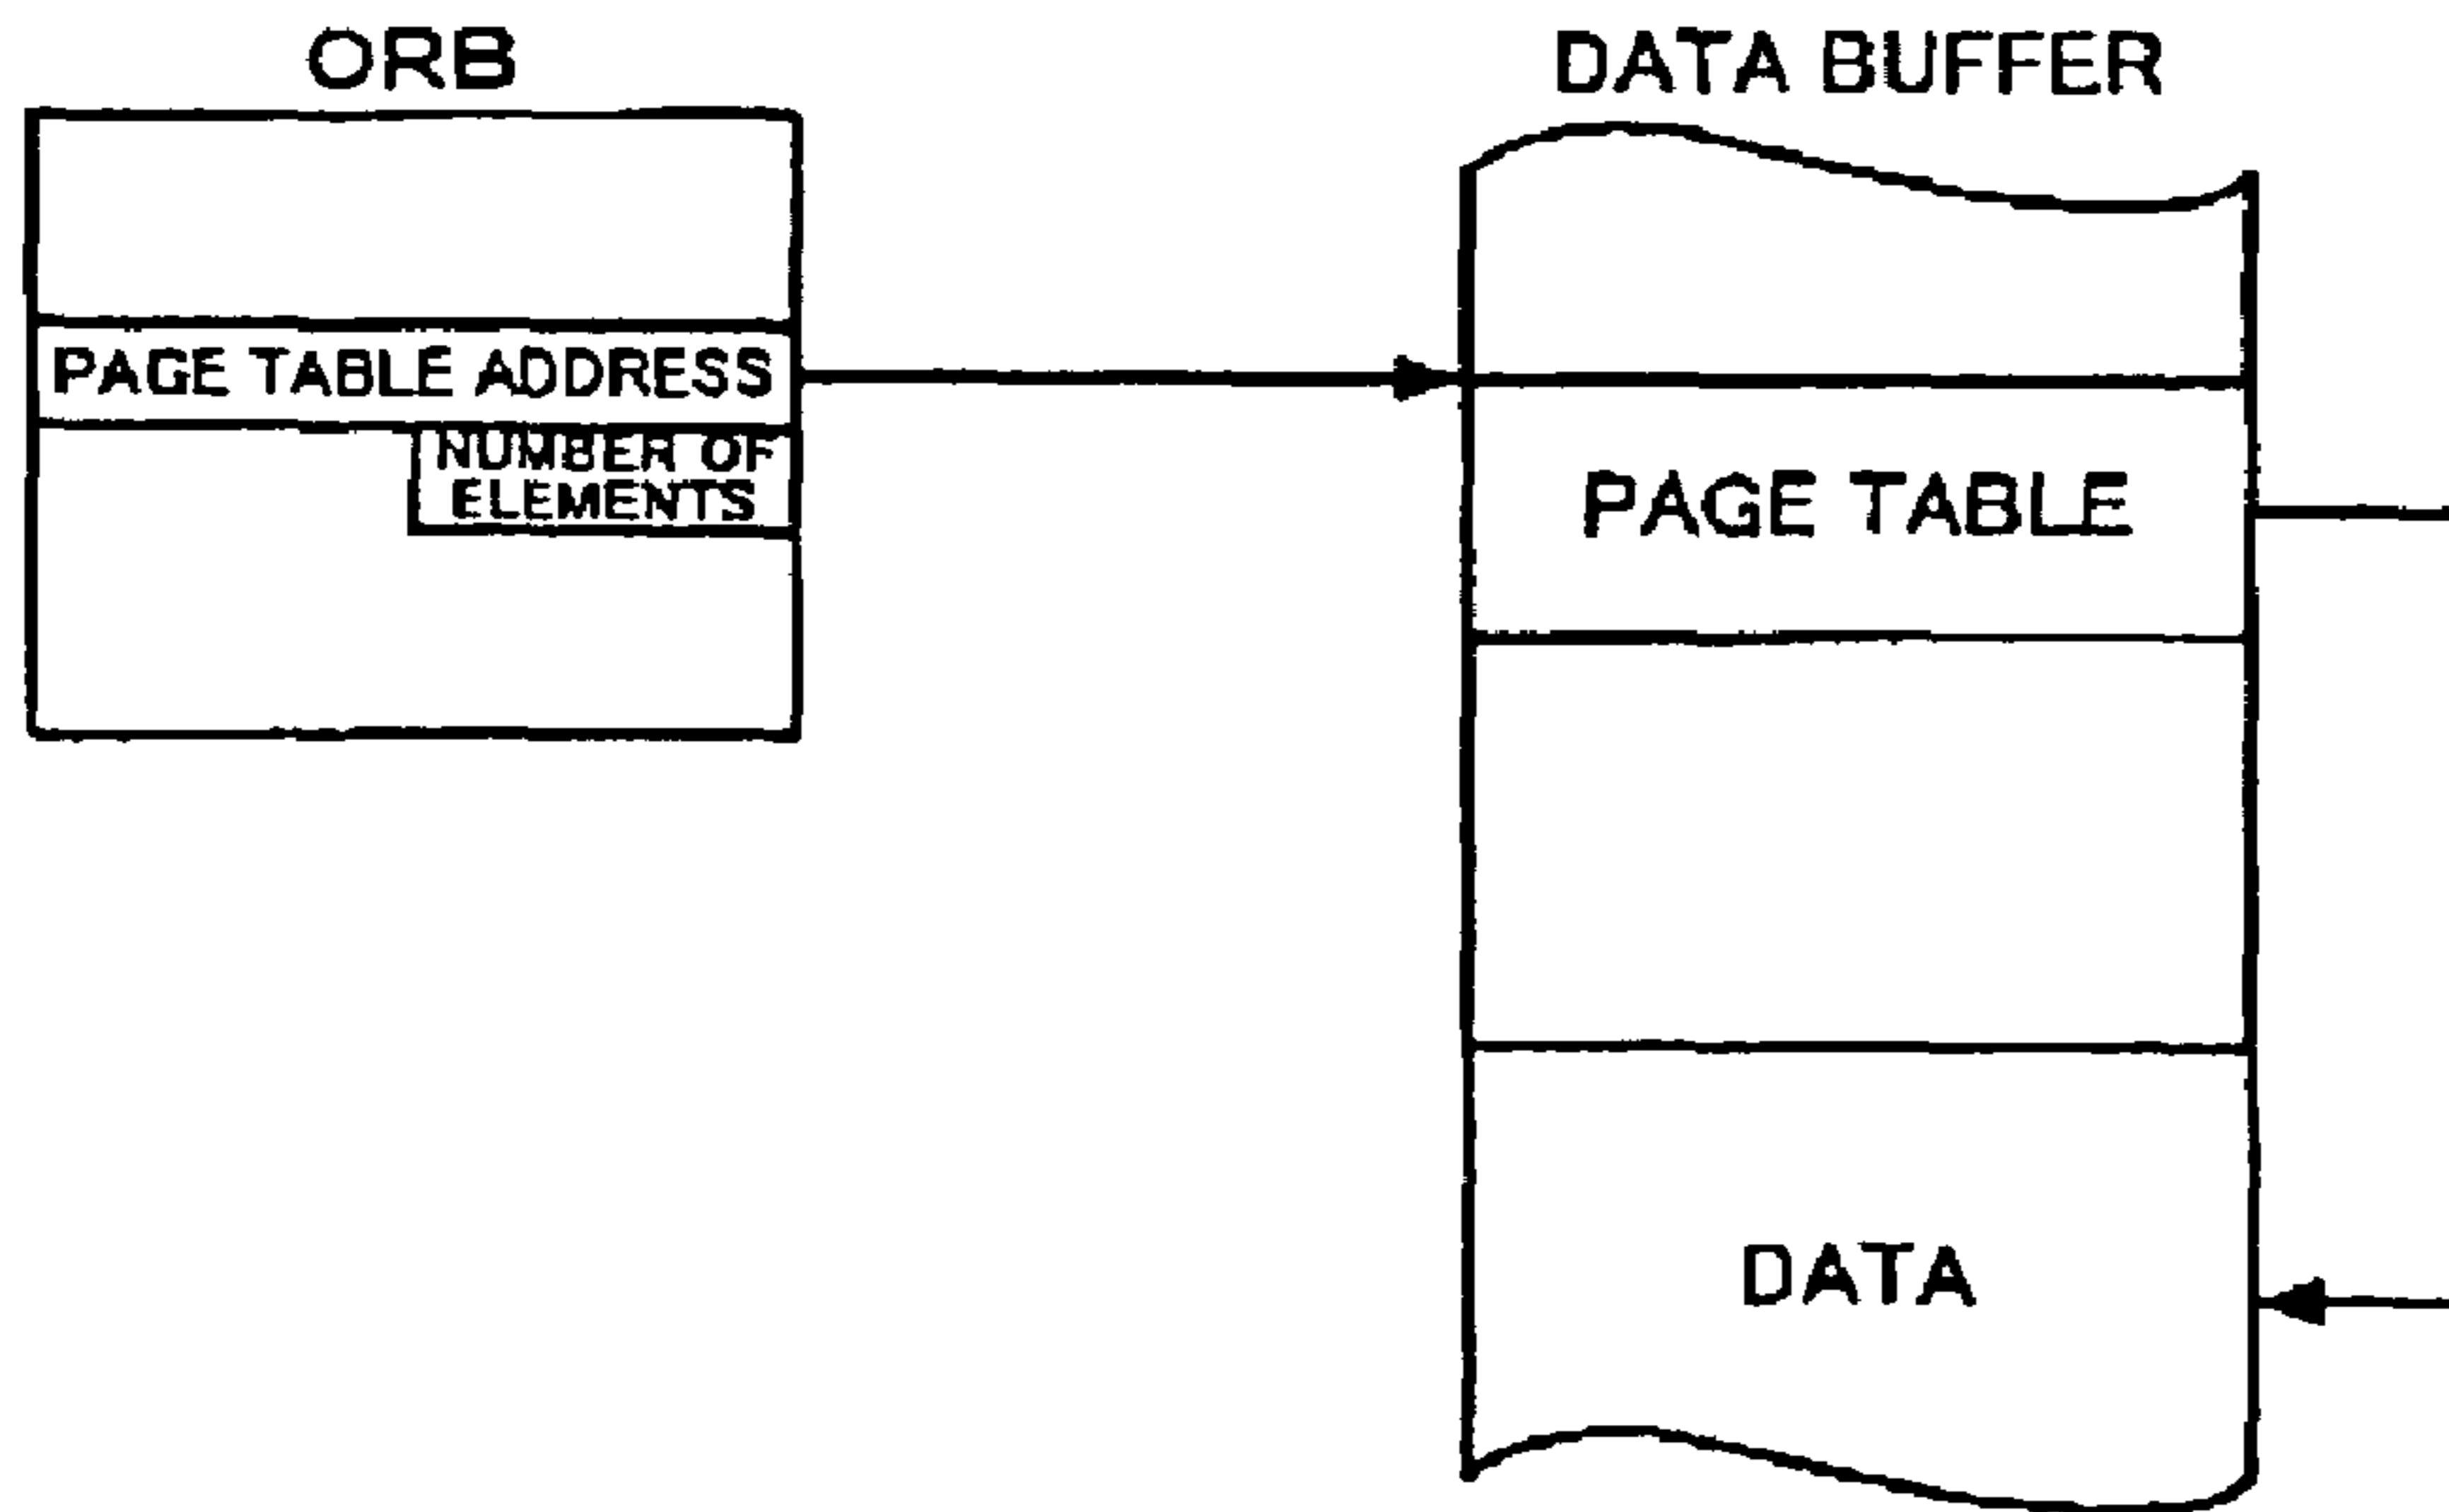 ORB
DATA BUFFER
PAGE TABLE ADDRESS
NUMBER OF
ELEMENTS
PAGE TABLE
DATA